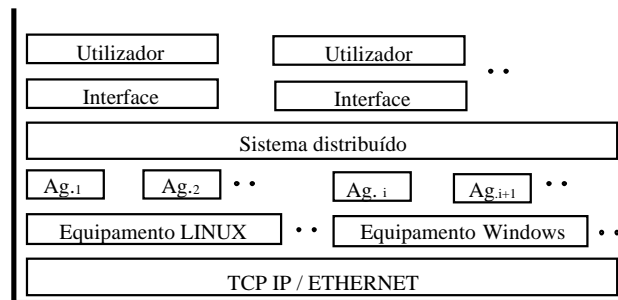 Utilizador Utilizador
Interface Interface
Sistema distribuído
Ag.1 Ag.2 Ag. i Ag.i+1
Equipamento LINUX Equipamento Windows
TCP IP / ETHERNET